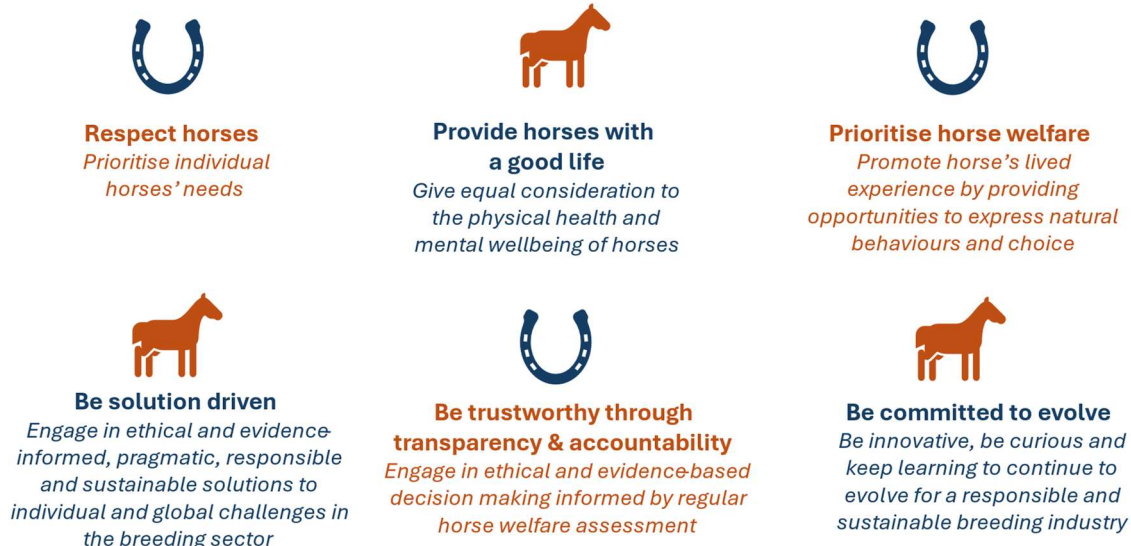 Respect horses
Prioritise individual
horses' needs
Provide horses with
a good life
Give equal consideration to
the physical health and
mental wellbeing of horses
Prioritise horse welfare
Promote horse's lived
experience by providing
opportunities to express natural
behaviours and choice
Be solution driven
Engage in ethical and evidence-
informed, pragmatic, responsible
and sustainable solutions to
individual and global challenges in
the breeding sector
Be trustworthy through
transparency & accountability
Engage in ethical and evidence-based
decision making informed by regular
horse welfare assessment
Be committed to evolve
Be innovative, be curious and
keep learning to continue to
evolve for a responsible and
sustainable breeding industry